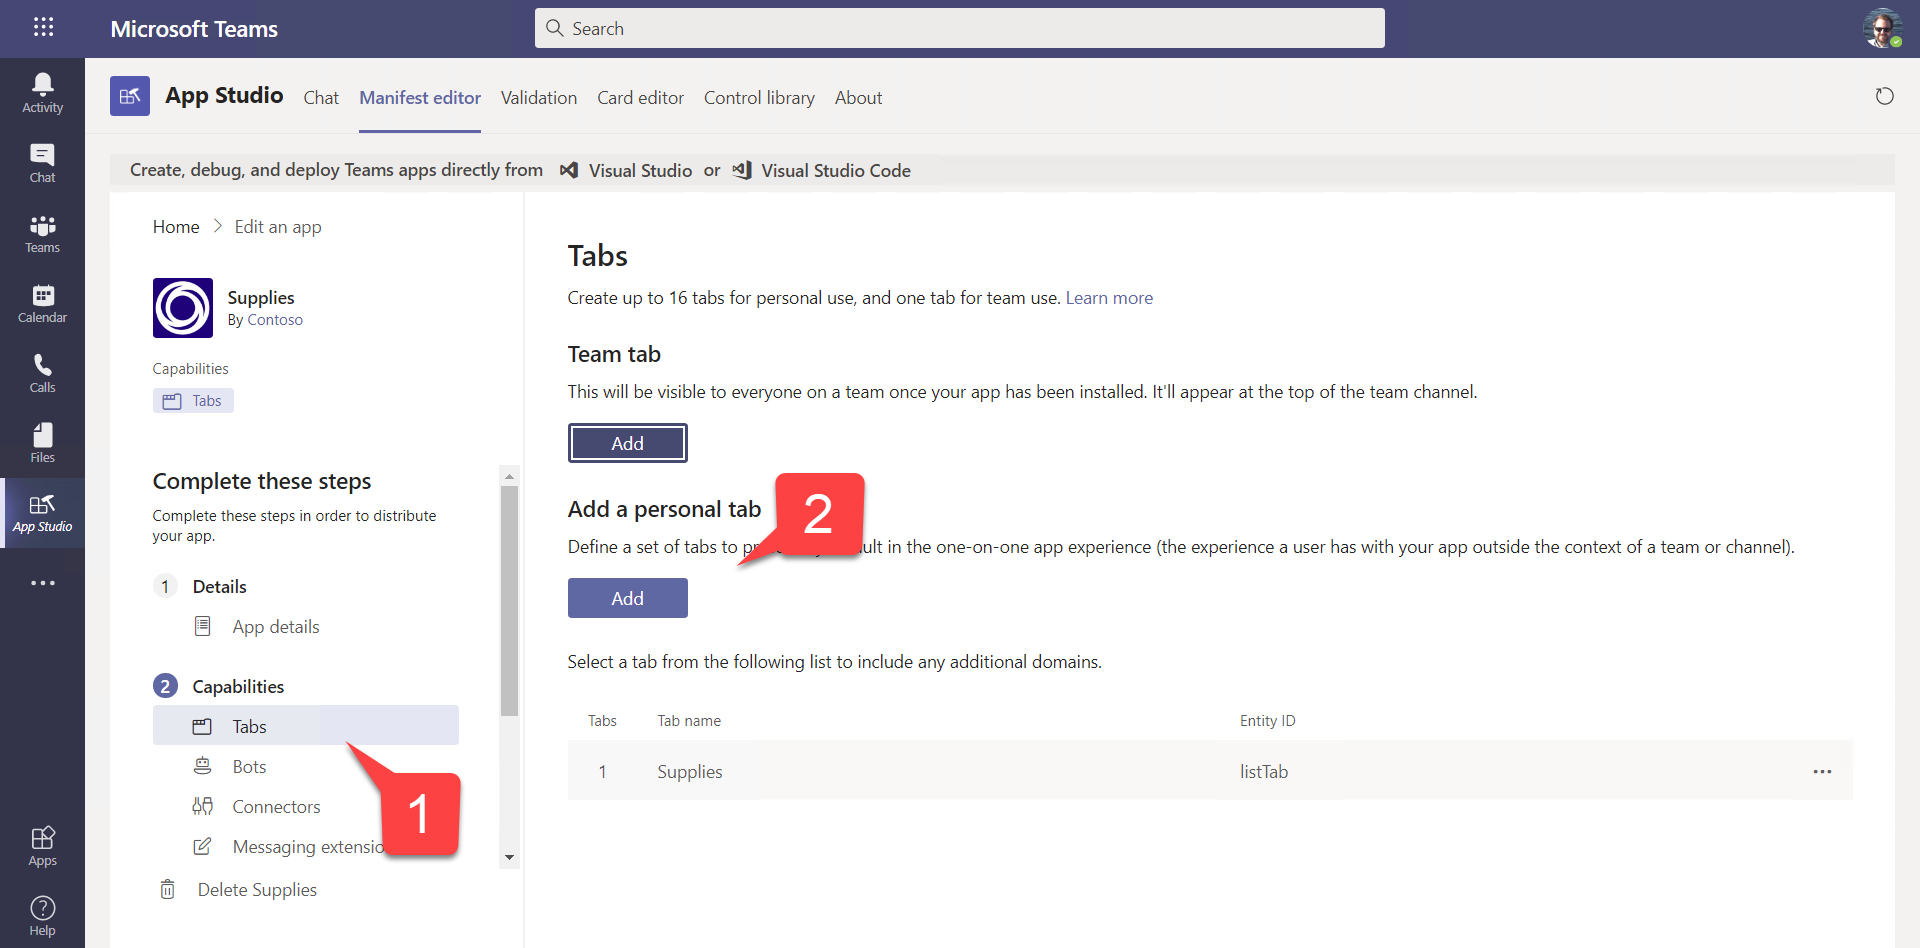 Microsoft Teams
Search
Activity
Chat
Teams
Calendar
Calls
Files
App Studio
Apps
Help
App Studio Chat Manifest editor Validation Card editor Control library About
Create, debug, and deploy Teams apps directly from Visual Studio or Visual Studio Code
Home > Edit an app
Supplies
By Contoso
Capabilities
Tabs
Complete these steps
Complete these steps in order to distribute
your app.
1 Details
App details
2 Capabilities
Tabs
Bots
Connectors
Messaging extensio
Delete Supplies
1
Tabs
Create up to 16 tabs for personal use, and one tab for team use. Learn more
Team tab
This will be visible to everyone on a team once your app has been installed. It'll appear at the top of the team channel.
Add
Add a personal tab
2
Define a set of tabs to in the one-on-one app experience (the experience a user has with your app outside the context of a team or channel).
Add
Select a tab from the following list to include any additional domains.
Tabs Tab name Entity ID
1 Supplies listTab